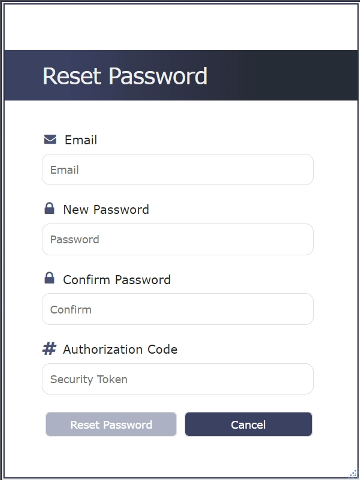 Reset Password
Email
Email
New Password
Password
Confirm Password
Confirm
# Authorization Code
Security Token
Reset Password Cancel